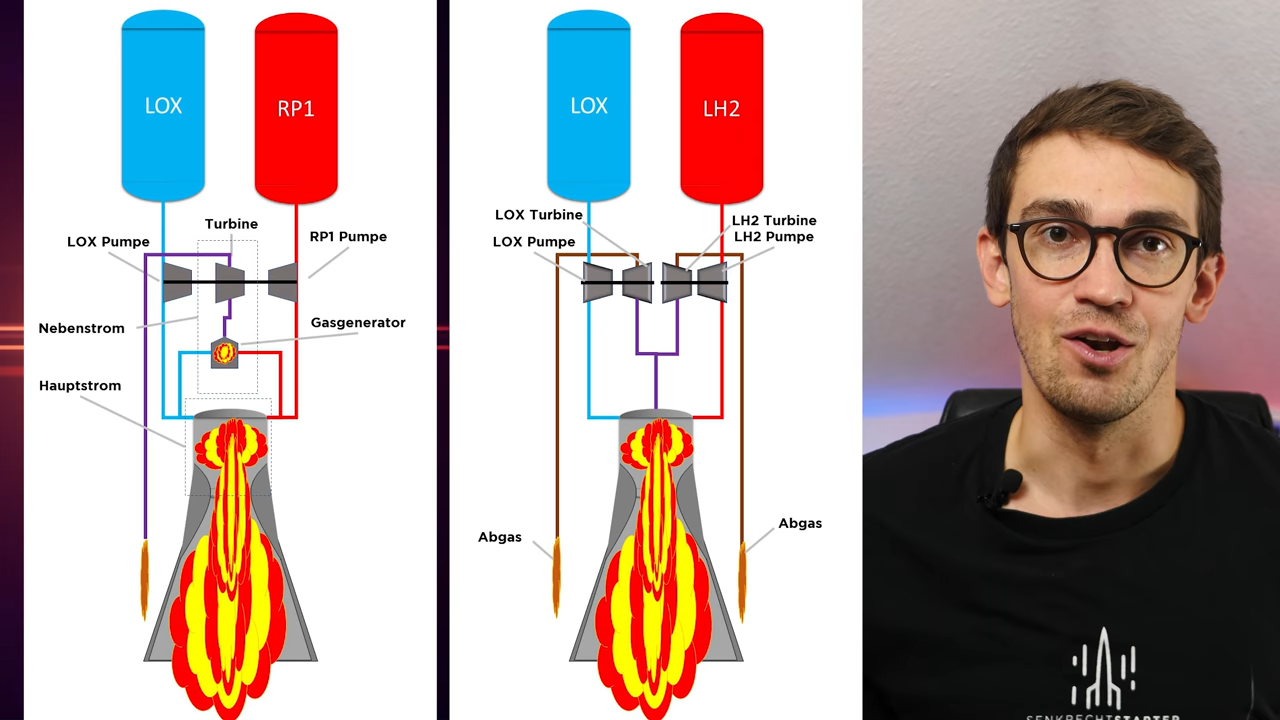 LOX
RP1
Turbine
LOX Pumpe
RP1 Pumpe
Nebenstrom
Gasgenerator
Hauptstrom
LOX
LH2
LOX Turbine
LH2 Turbine
LOX Pumpe
LH2 Pumpe
Abgas
Abgas
SENKRECHTSTARTER